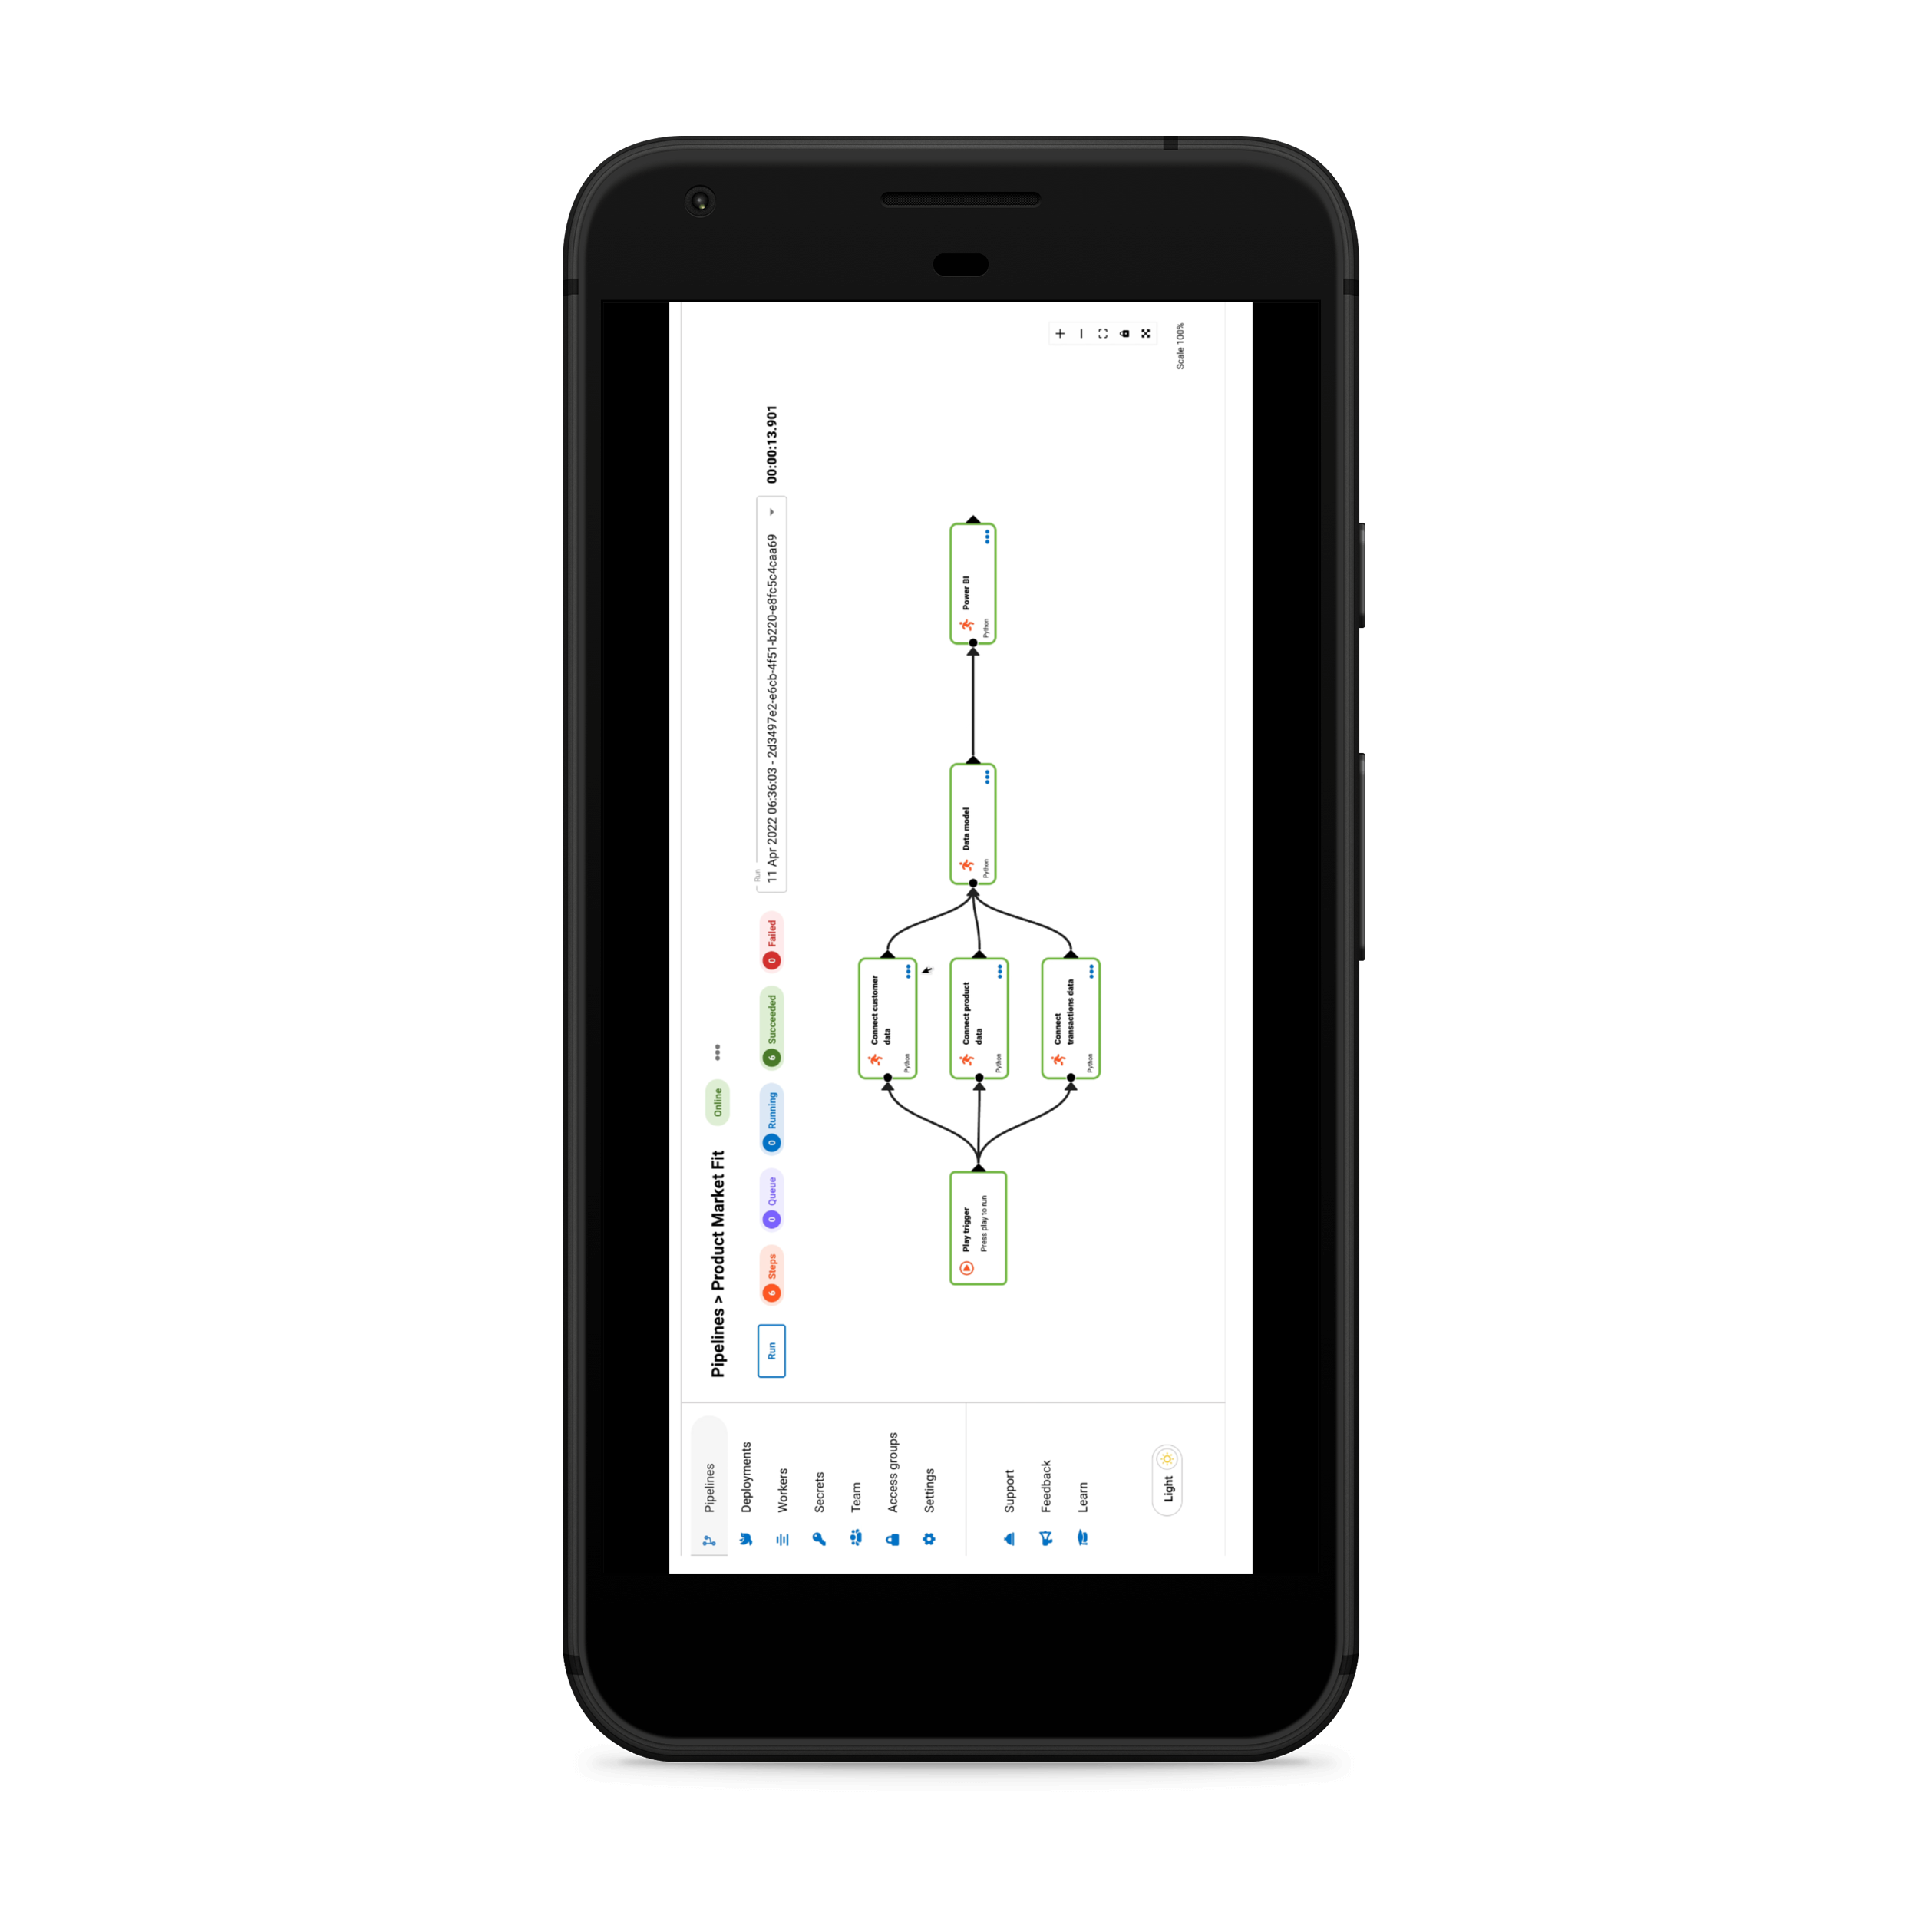 Pipelines
Deployments
Workers
Secrets
Team
Access groups
Settings
Support
Feedback
Learn
Light
Pipelines > Product Market Fit
Online
Run
6 Steps
0 Queue
0 Running
6 Succeeded
0 Failed
Run
11 Apr 2022 06:36:03 - 2d3497e2-e6cb-4f51-b220-e8fc5c4caa69
00:00:13.901
Play trigger
Press play to run
Connect customer
data
Python
Connect product
data
Python
Connect
transactions data
Python
Data model
Python
Power BI
Python
Scale 100%